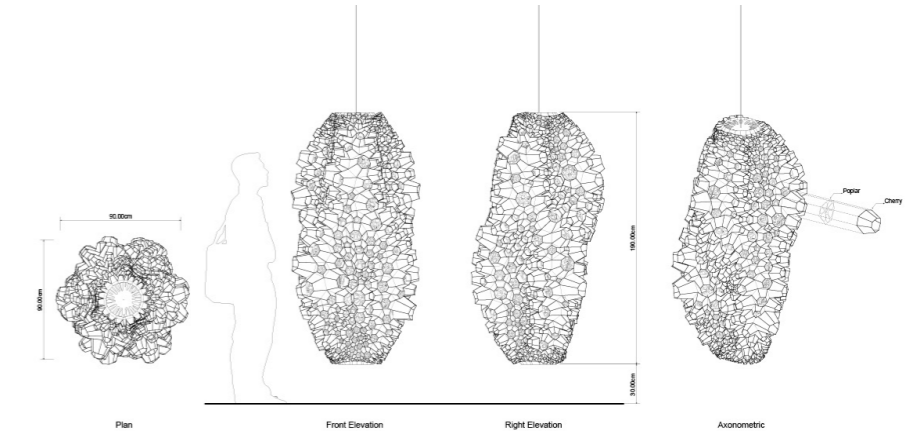 90.00cm
90.00cm
190.00cm
30.00cm
Poplar
Cherry
Plan
Front Elevation
Right Elevation
Axonometric